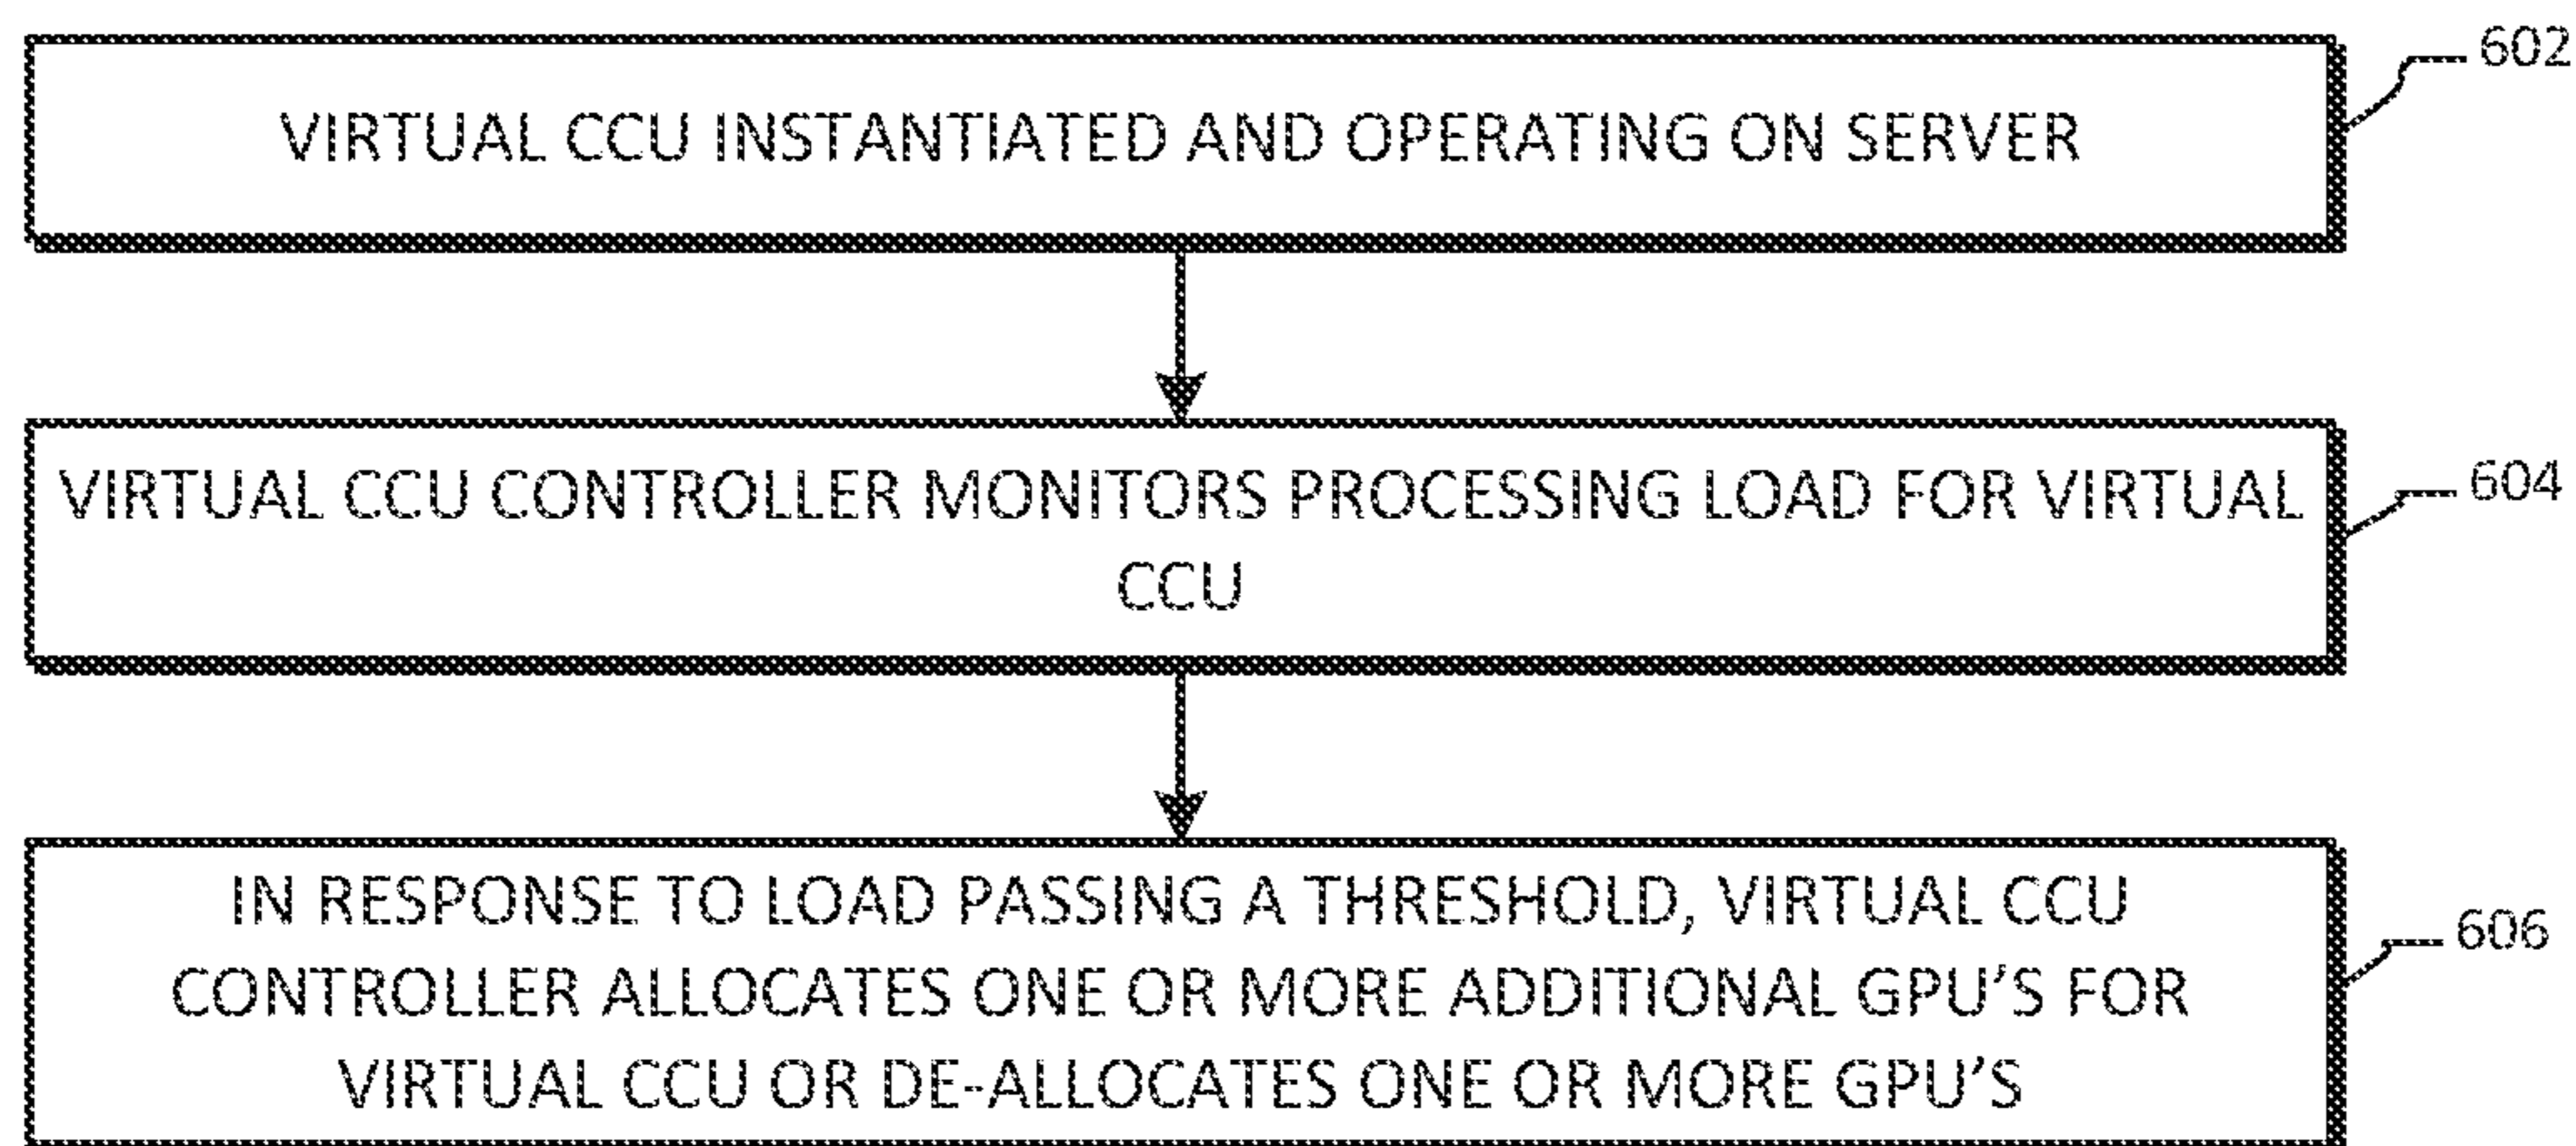 VIRTUAL CCU INSTANTIATED AND OPERATING ON SERVER
602
VIRTUAL CCU CONTROLLER MONITORS PROCESSING LOAD FOR VIRTUAL
CCU
604
IN RESPONSE TO LOAD PASSING A THRESHOLD, VIRTUAL CCU
CONTROLLER ALLOCATES ONE OR MORE ADDITIONAL GPU'S FOR
VIRTUAL CCU OR DE-ALLOCATES ONE OR MORE GPU'S
606